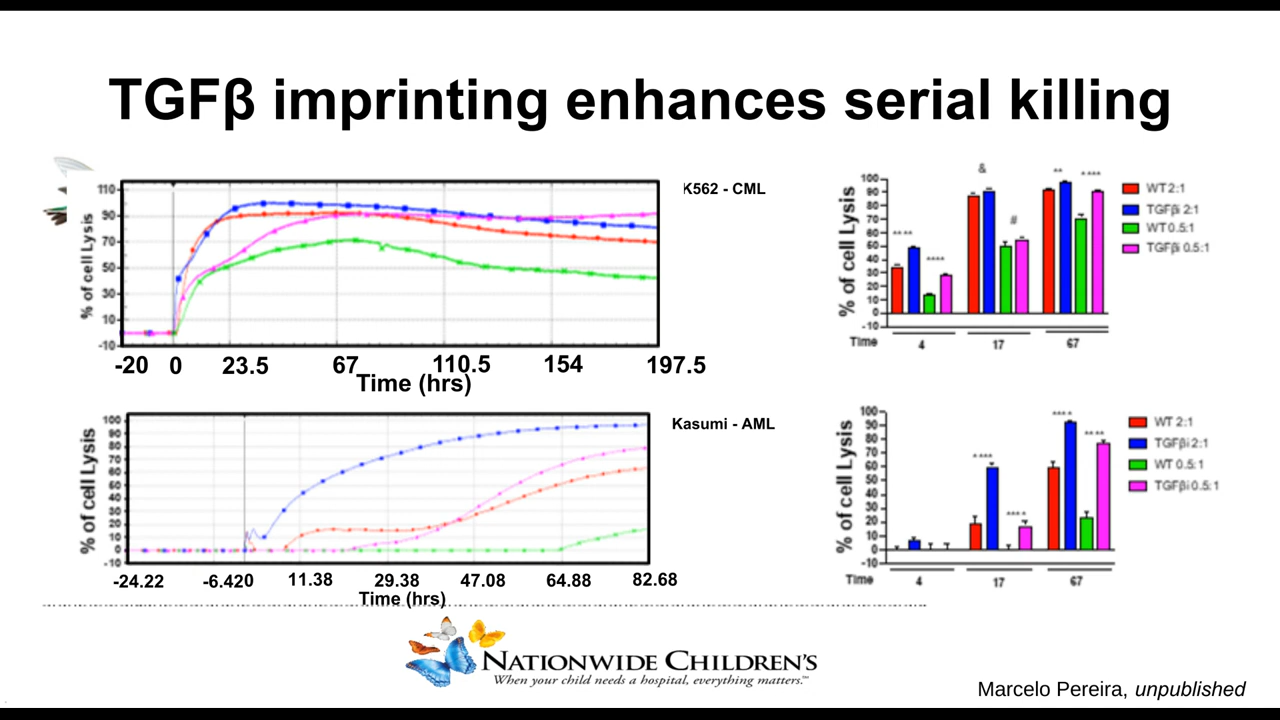 TGFβ imprinting enhances serial killing
K562 - CML
% of cell Lysis
110
90
70
50
30
10
-10
-20 0 23.5 67 110.5 154 197.5
Time (hrs)
% of cell Lysis
100
90
80
70
60
50
40
30
20
10
0
-10
Time 4 17 67
**** **** & # ** ****
WT 2:1
TGFβi 2:1
WT 0.5:1
TGFβi 0.5:1
Kasumi - AML
% of cell Lysis
100
90
80
70
60
50
40
30
20
10
0
-10
-24.22 -6.420 11.38 29.38 47.08 64.88 82.68
Time (hrs)
% of cell Lysis
100
90
80
70
60
50
40
30
20
10
0
-10
Time 4 17 67
**** **** **** ****
WT 2:1
TGFβi 2:1
WT 0.5:1
TGFβi 0.5:1
NATIONWIDE CHILDREN'S
When your child needs a hospital, everything matters.™
Marcelo Pereira, unpublished